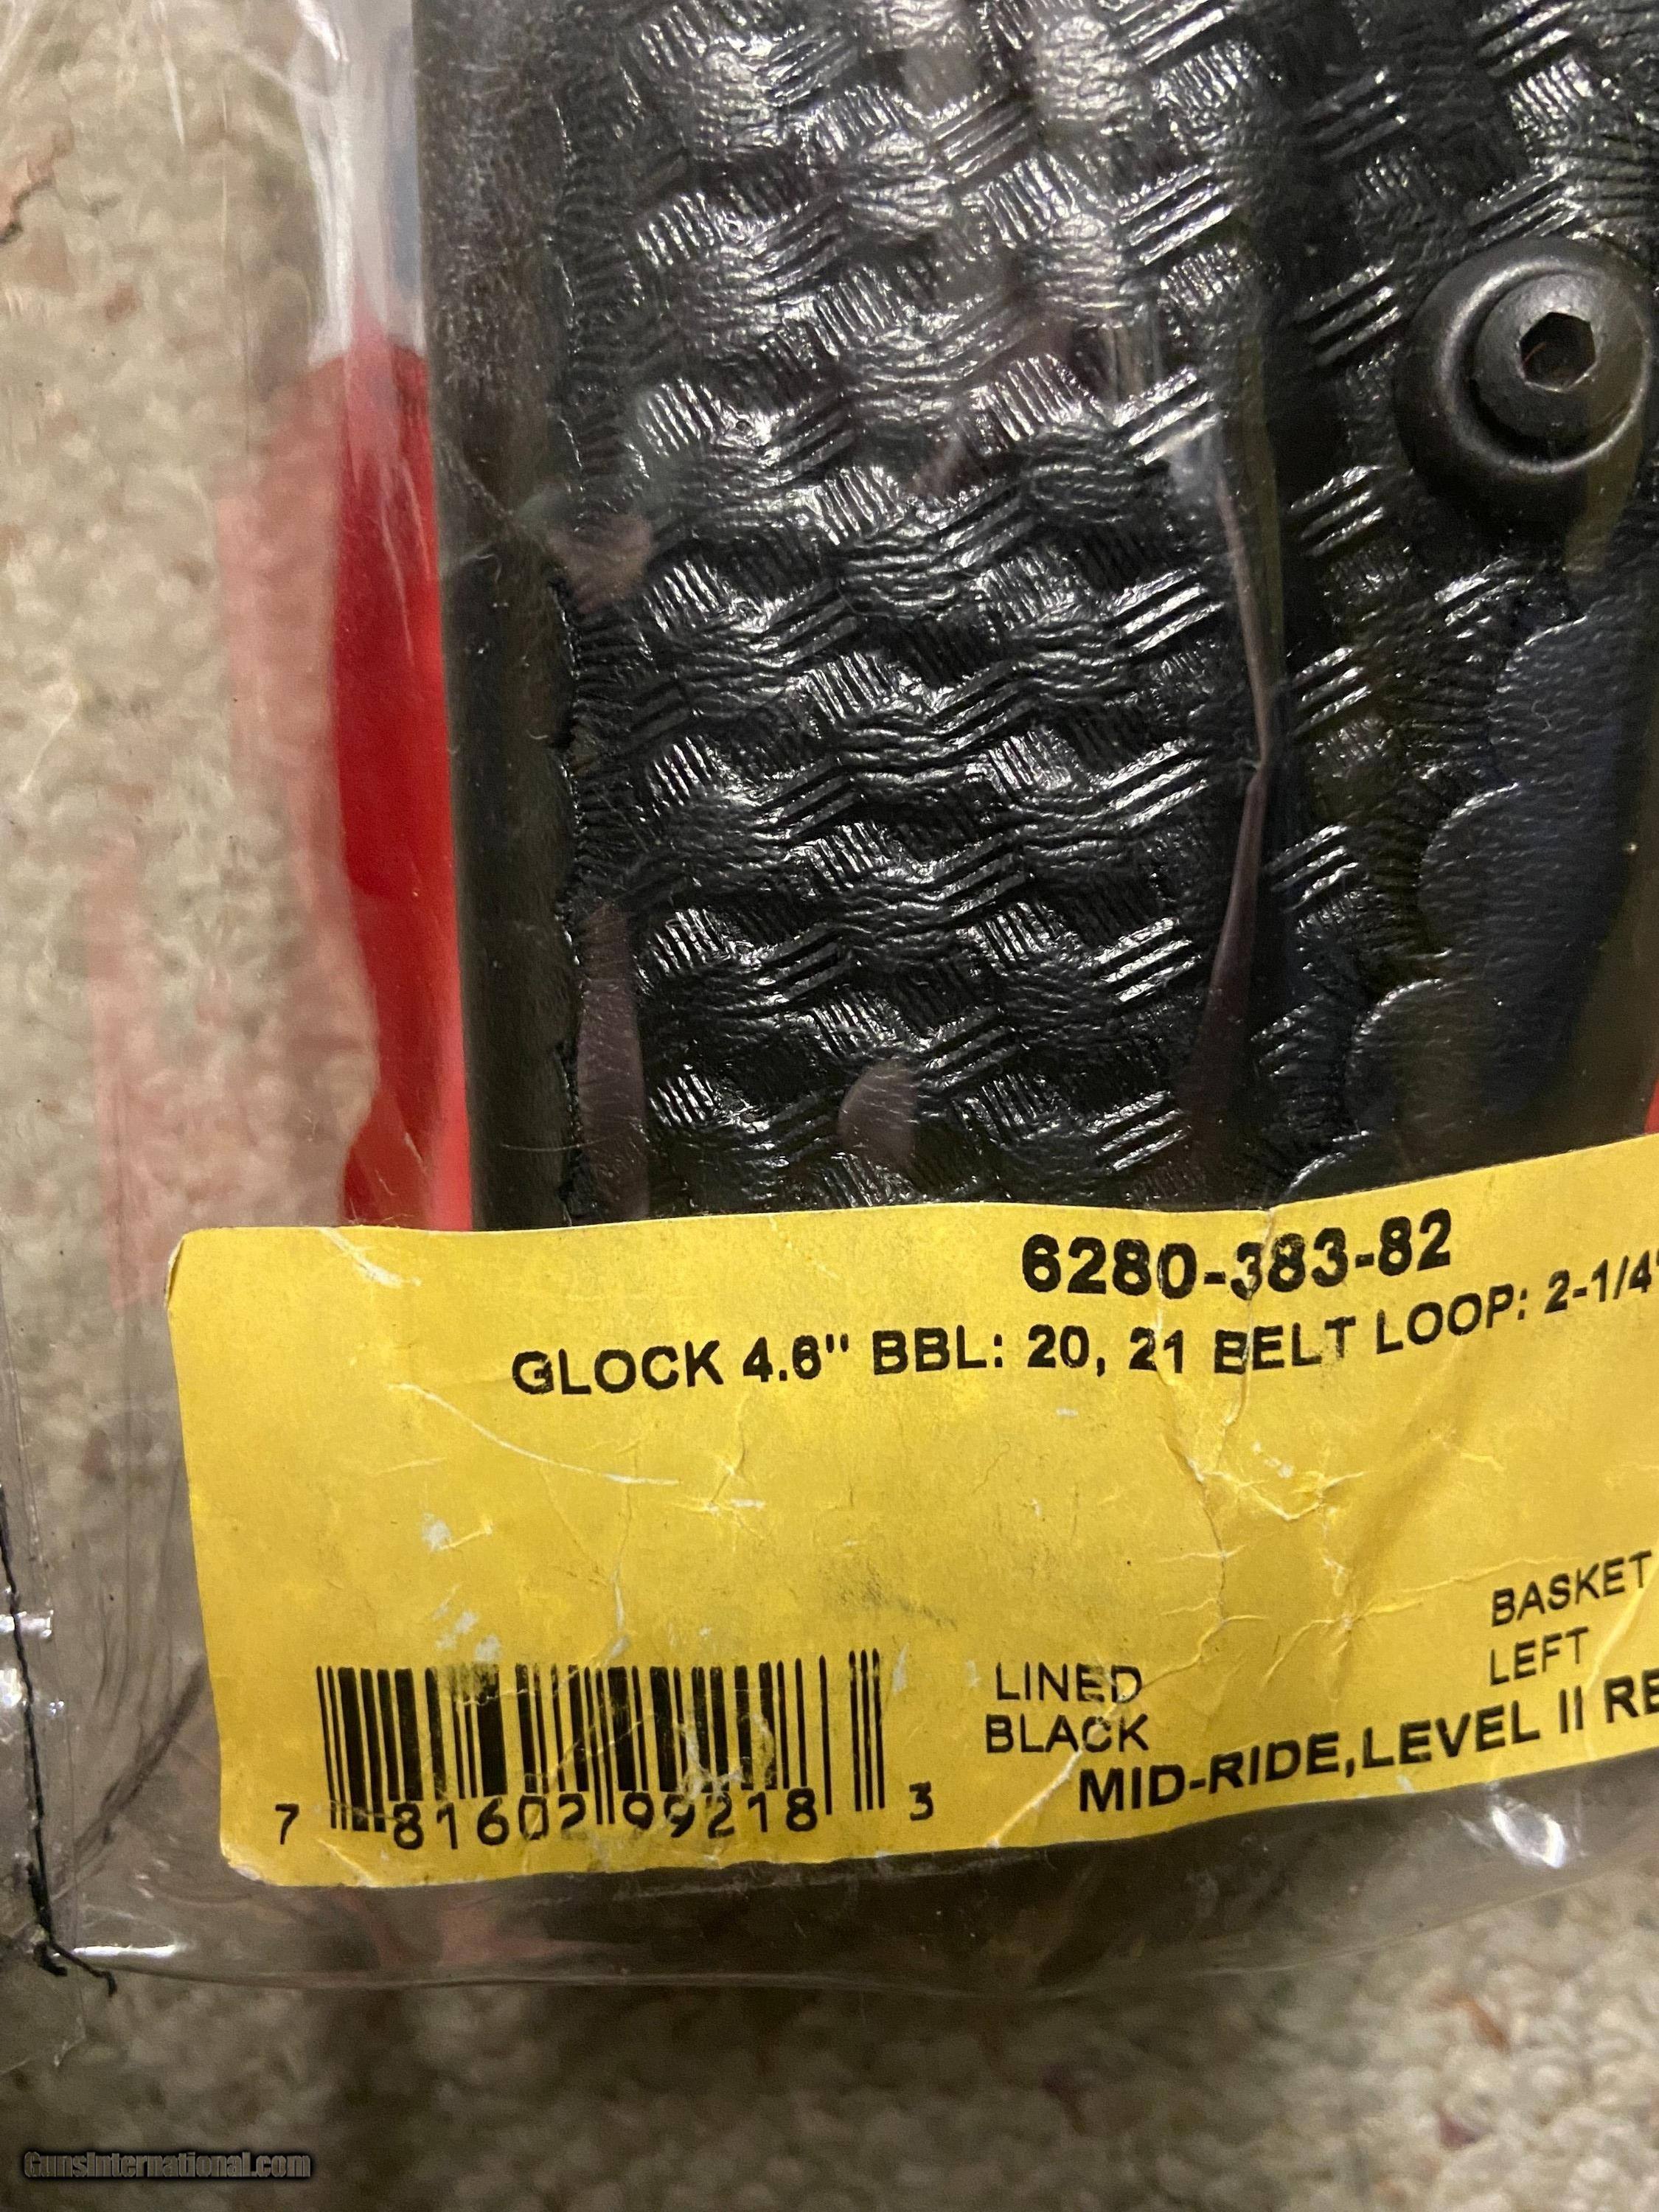 6280-383-82
GLOCK 4.6" BBL: 20, 21 BELT LOOP: 2-1/4"
BASKET
LEFT
LINED
BLACK
MID-RIDE,LEVEL II RE
7 81602 99218 3
GunsInternational.com